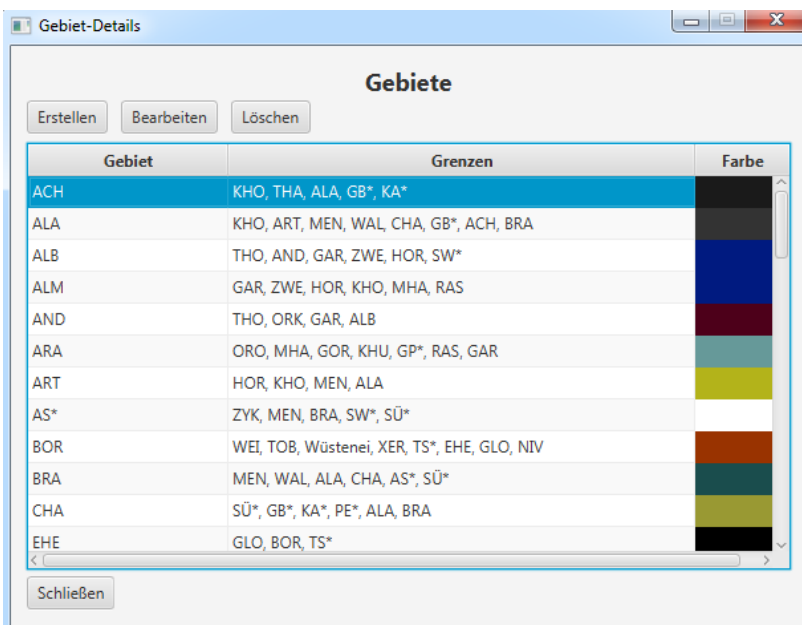 Gebiet-Details
Gebiete
Erstellen Bearbeiten Löschen
Gebiet Grenzen Farbe
ACH KHO, THA, ALA, GB*, KA*
ALA KHO, ART, MEN, WAL, CHA, GB*, ACH, BRA
ALB THO, AND, GAR, ZWE, HOR, SW*
ALM GAR, ZWE, HOR, KHO, MHA, RAS
AND THO, ORK, GAR, ALB
ARA ORO, MHA, GOR, KHU, GP*, RAS, GAR
ART HOR, KHO, MEN, ALA
AS* ZYK, MEN, BRA, SW*, SÜ*
BOR WEI, TOB, Wüstenei, XER, TS*, EHE, GLO, NIV
BRA MEN, WAL, ALA, CHA, AS*, SÜ*
CHA SÜ*, GB*, KA*, PE*, ALA, BRA
EHE GLO, BOR, TS*
Schließen